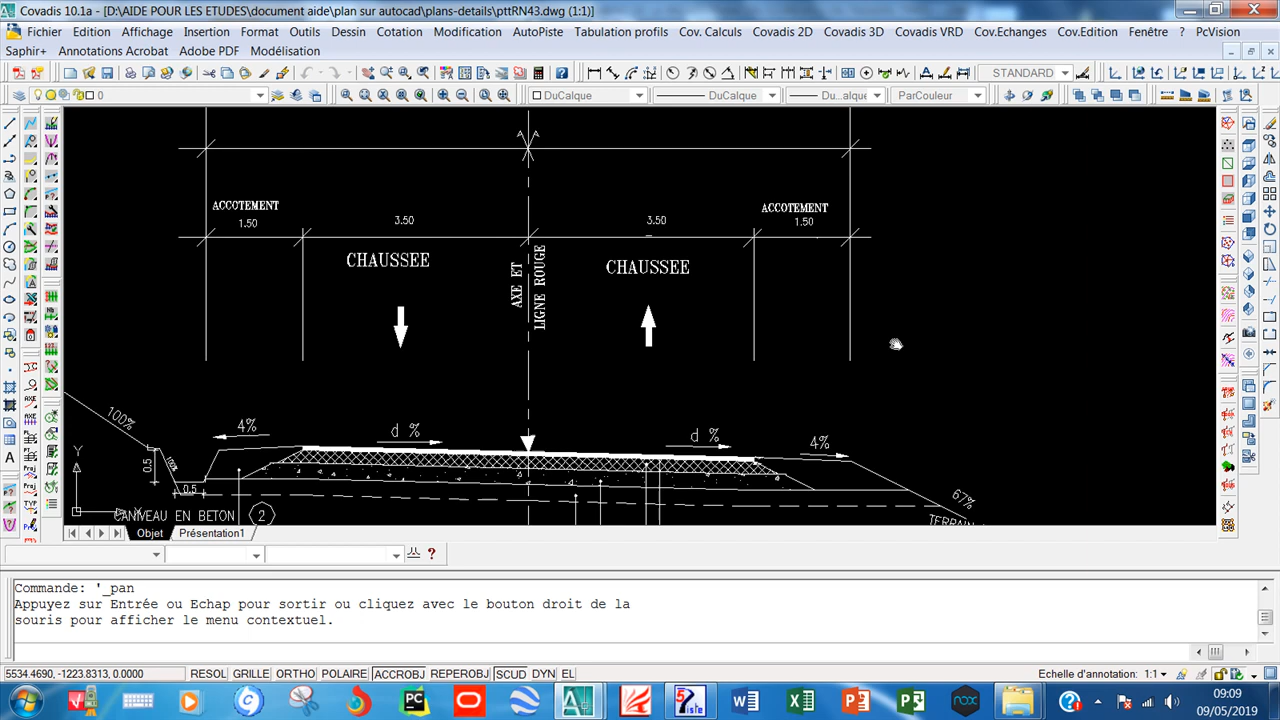 Covadis 10.1a - [D:\AIDE POUR LES ETUDES\document aide\plan sur autocad\plans-details\pttRN43.dwg (1:1)]
Fichier Edition Affichage Insertion Format Outils Dessin Cotation Modification AutoPiste Tabulation profils Cov. Calculs Covadis 2D Covadis 3D Covadis VRD Cov.Echanges Cov.Edition Fenêtre ? PcVision
Saphir+ Annotations Acrobat Adobe PDF Modélisation
STANDARD
0 DuCalque DuCalque Du...alque ParCouleur
ACCOTEMENT
1.50
3.50
3.50
ACCOTEMENT
1.50
CHAUSSEE
CHAUSSEE
AXE ET
LIGNE ROUGE
100%
4%
d %
d %
4%
0.5
100%
0.5
67%
CANIVEAU EN BETON 2
TERRAIN
Y
X
Objet Présentation1
Commande: '_pan
Appuyez sur Entrée ou Echap pour sortir ou cliquez avec le bouton droit de la
souris pour afficher le menu contextuel.
5534.4690, -1223.8313, 0.0000 RESOL GRILLE ORTHO POLAIRE ACCROBJ REPEROBJ SCUD DYN EL Echelle d'annotation: 1:1
09:09
09/05/2019